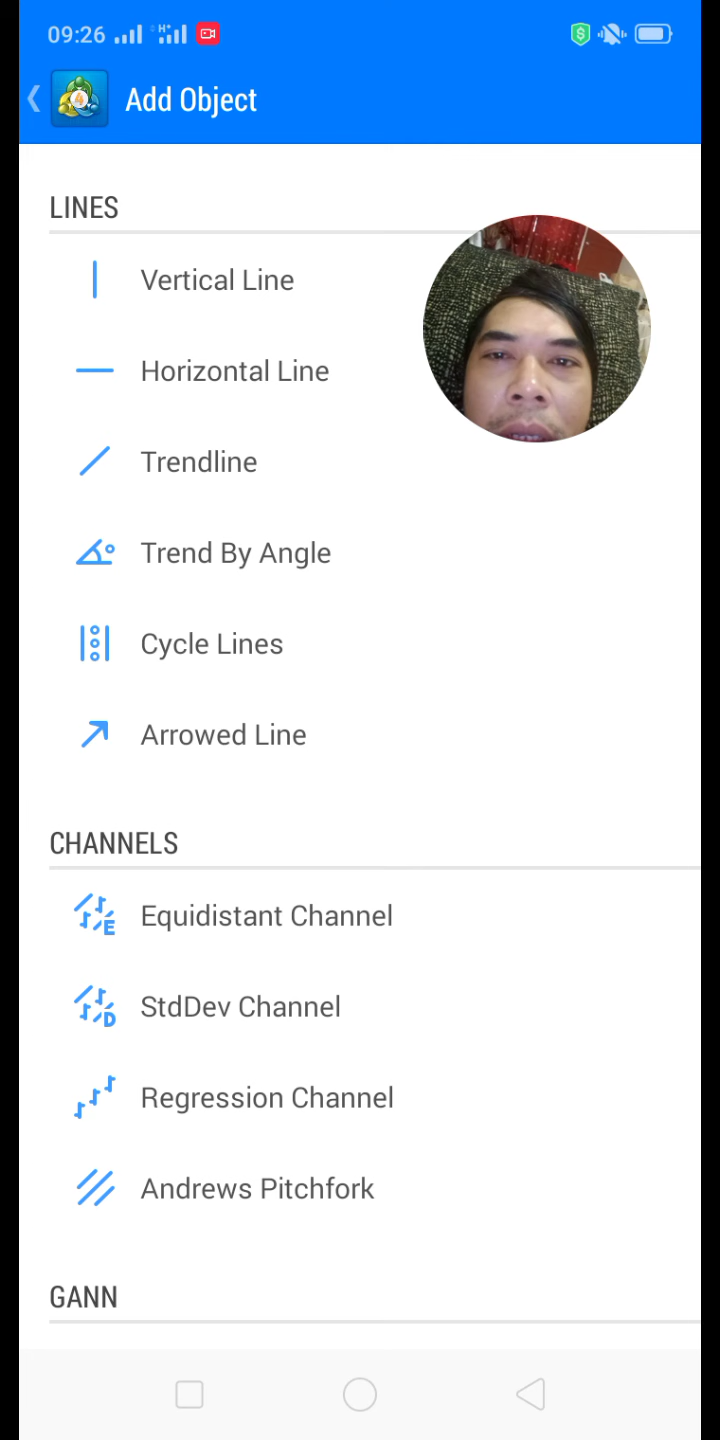 09:26
Add Object
LINES
Vertical Line
Horizontal Line
Trendline
Trend By Angle
Cycle Lines
Arrowed Line
CHANNELS
Equidistant Channel
StdDev Channel
Regression Channel
Andrews Pitchfork
GANN